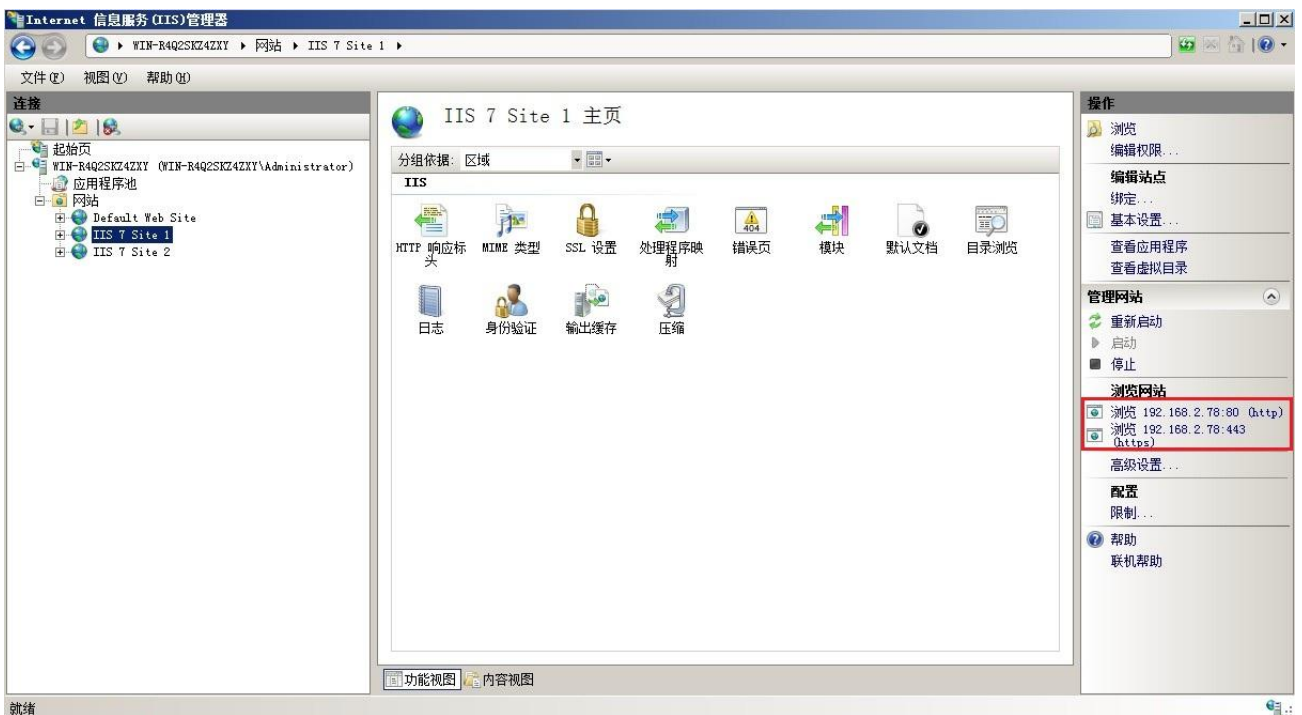 Internet 信息服务(IIS)管理器
WIN-R4Q2SKZ4ZXY ▸ 网站 ▸ IIS 7 Site 1 ▸
文件(F) 视图(V) 帮助(H)
连接
起始页
WIN-R4Q2SKZ4ZXY (WIN-R4Q2SKZ4ZXY\Administrator)
应用程序池
网站
Default Web Site
IIS 7 Site 1
IIS 7 Site 2
IIS 7 Site 1 主页
分组依据: 区域
IIS
HTTP 响应标头
MIME 类型
SSL 设置
处理程序映射
404
错误页
模块
默认文档
目录浏览
日志
身份验证
输出缓存
压缩
功能视图 内容视图
操作
浏览
编辑权限...
编辑站点
绑定...
基本设置...
查看应用程序
查看虚拟目录
管理网站
重新启动
启动
停止
浏览网站
浏览 192.168.2.78:80 (http)
浏览 192.168.2.78:443
(https)
高级设置...
配置
限制...
帮助
联机帮助
就绪